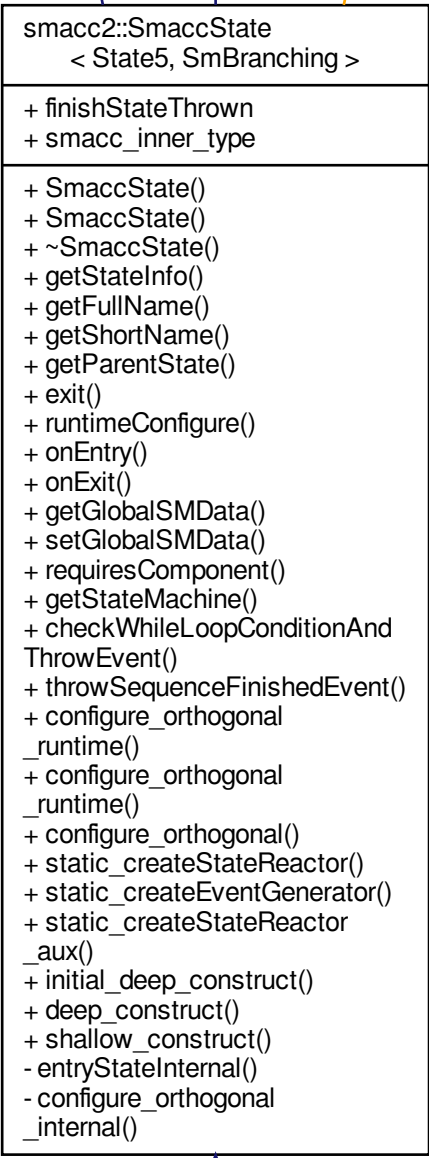 smacc2::SmaccState
< State5, SmBranching >
+ finishStateThrown
+ smacc_inner_type
+ SmaccState()
+ SmaccState()
+ ~SmaccState()
+ getStateInfo()
+ getFullName()
+ getShortName()
+ getParentState()
+ exit()
+ runtimeConfigure()
+ onEntry()
+ onExit()
+ getGlobalSMData()
+ setGlobalSMData()
+ requiresComponent()
+ getStateMachine()
+ checkWhileLoopConditionAnd
ThrowEvent()
+ throwSequenceFinishedEvent()
+ configure_orthogonal
_runtime()
+ configure_orthogonal
_runtime()
+ configure_orthogonal()
+ static_createStateReactor()
+ static_createEventGenerator()
+ static_createStateReactor
_aux()
+ initial_deep_construct()
+ deep_construct()
+ shallow_construct()
- entryStateInternal()
- configure_orthogonal
_internal()